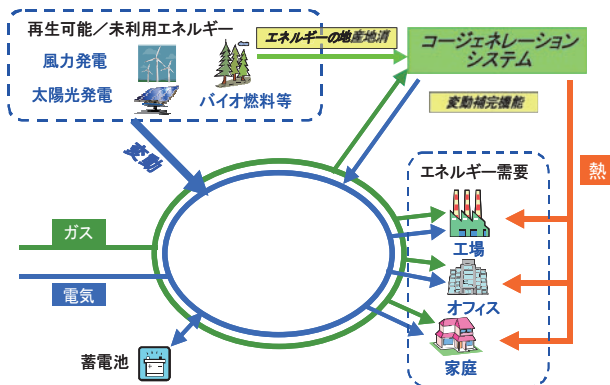 再生可能／未利用エネルギー
風力発電
太陽光発電
バイオ燃料等
エネルギーの地産地消
コージェネレーション
システム
変動補完機能
変動
エネルギー需要
熱
ガス
工場
電気
オフィス
蓄電池
家庭